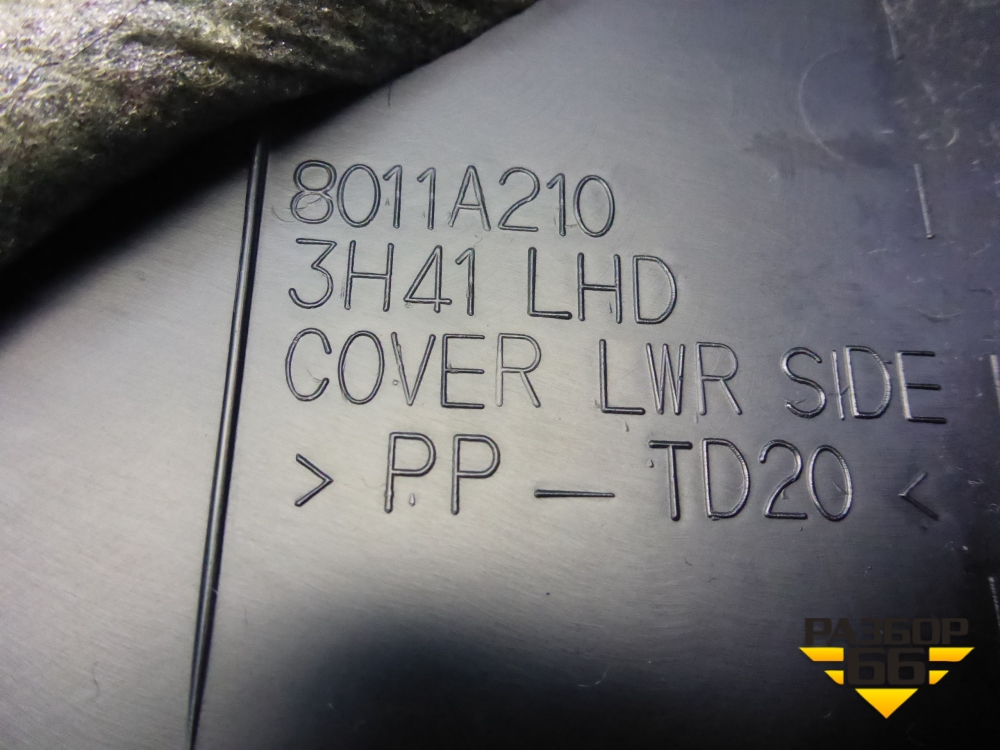 8011A210
3H41 LHD
COVER LWR SIDE
> PP — TD20 <
РАЗБОР
66